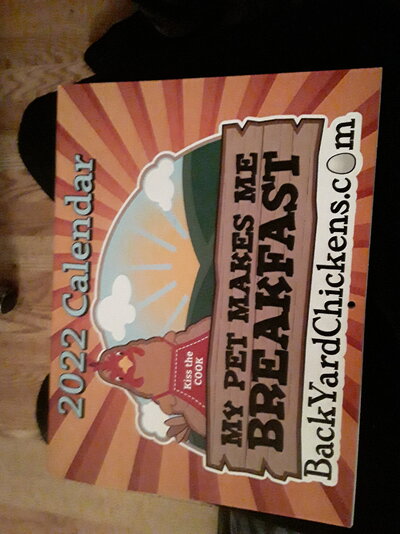 2022 Calendar
Kiss the
COOK
MY PET MAKES ME
BREAKFAST
BackYardChickens.com